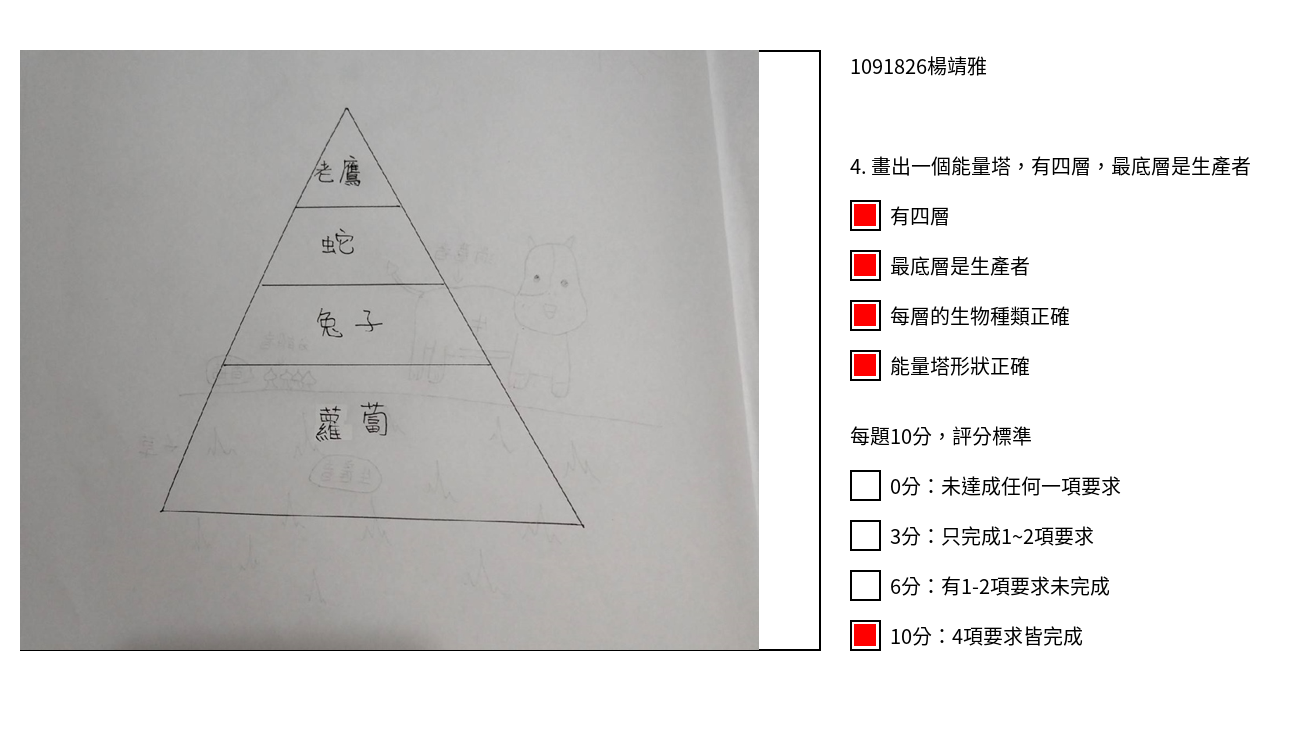 老鷹
蛇
兔子
蘿蔔
1091826楊靖雅
4. 畫出一個能量塔，有四層，最底層是生產者
有四層
最底層是生產者
每層的生物種類正確
能量塔形狀正確
每題10分，評分標準
0分：未達成任何一項要求
3分：只完成1~2項要求
6分：有1-2項要求未完成
10分：4項要求皆完成